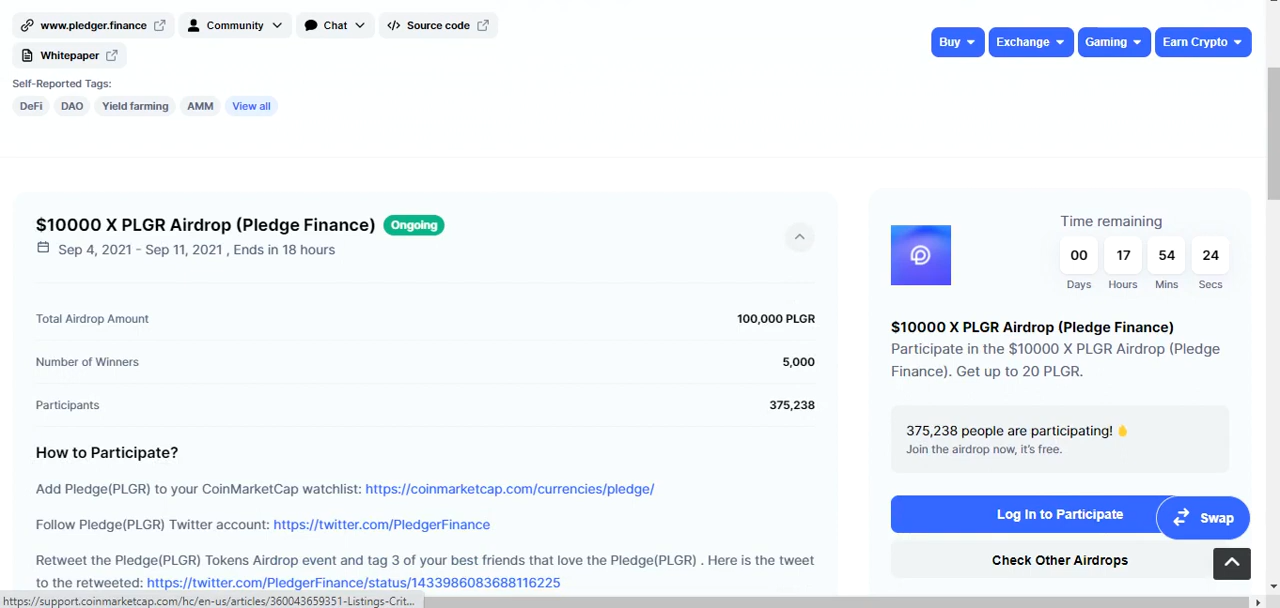 www.pledger.finance
Community
Chat
</> Source code
Whitepaper
Buy
Exchange
Gaming
Earn Crypto
Self-Reported Tags:
DeFi
DAO
Yield farming
AMM
View all
$10000 X PLGR Airdrop (Pledge Finance)
Ongoing
Sep 4, 2021 - Sep 11, 2021 , Ends in 18 hours
Total Airdrop Amount
100,000 PLGR
Number of Winners
5,000
Participants
375,238
How to Participate?
Add Pledge(PLGR) to your CoinMarketCap watchlist: https://coinmarketcap.com/currencies/pledge/
Follow Pledge(PLGR) Twitter account: https://twitter.com/PledgerFinance
Retweet the Pledge(PLGR) Tokens Airdrop event and tag 3 of your best friends that love the Pledge(PLGR) . Here is the tweet
to the retweeted: https://twitter.com/PledgerFinance/status/1433986083688116225
Time remaining
00 17 54 24
Days Hours Mins Secs
$10000 X PLGR Airdrop (Pledge Finance)
Participate in the $10000 X PLGR Airdrop (Pledge
Finance). Get up to 20 PLGR.
375,238 people are participating!
Join the airdrop now, it's free.
Log In to Participate
Swap
Check Other Airdrops
https://support.coinmarketcap.com/hc/en-us/articles/360043659351-Listings-Crit...